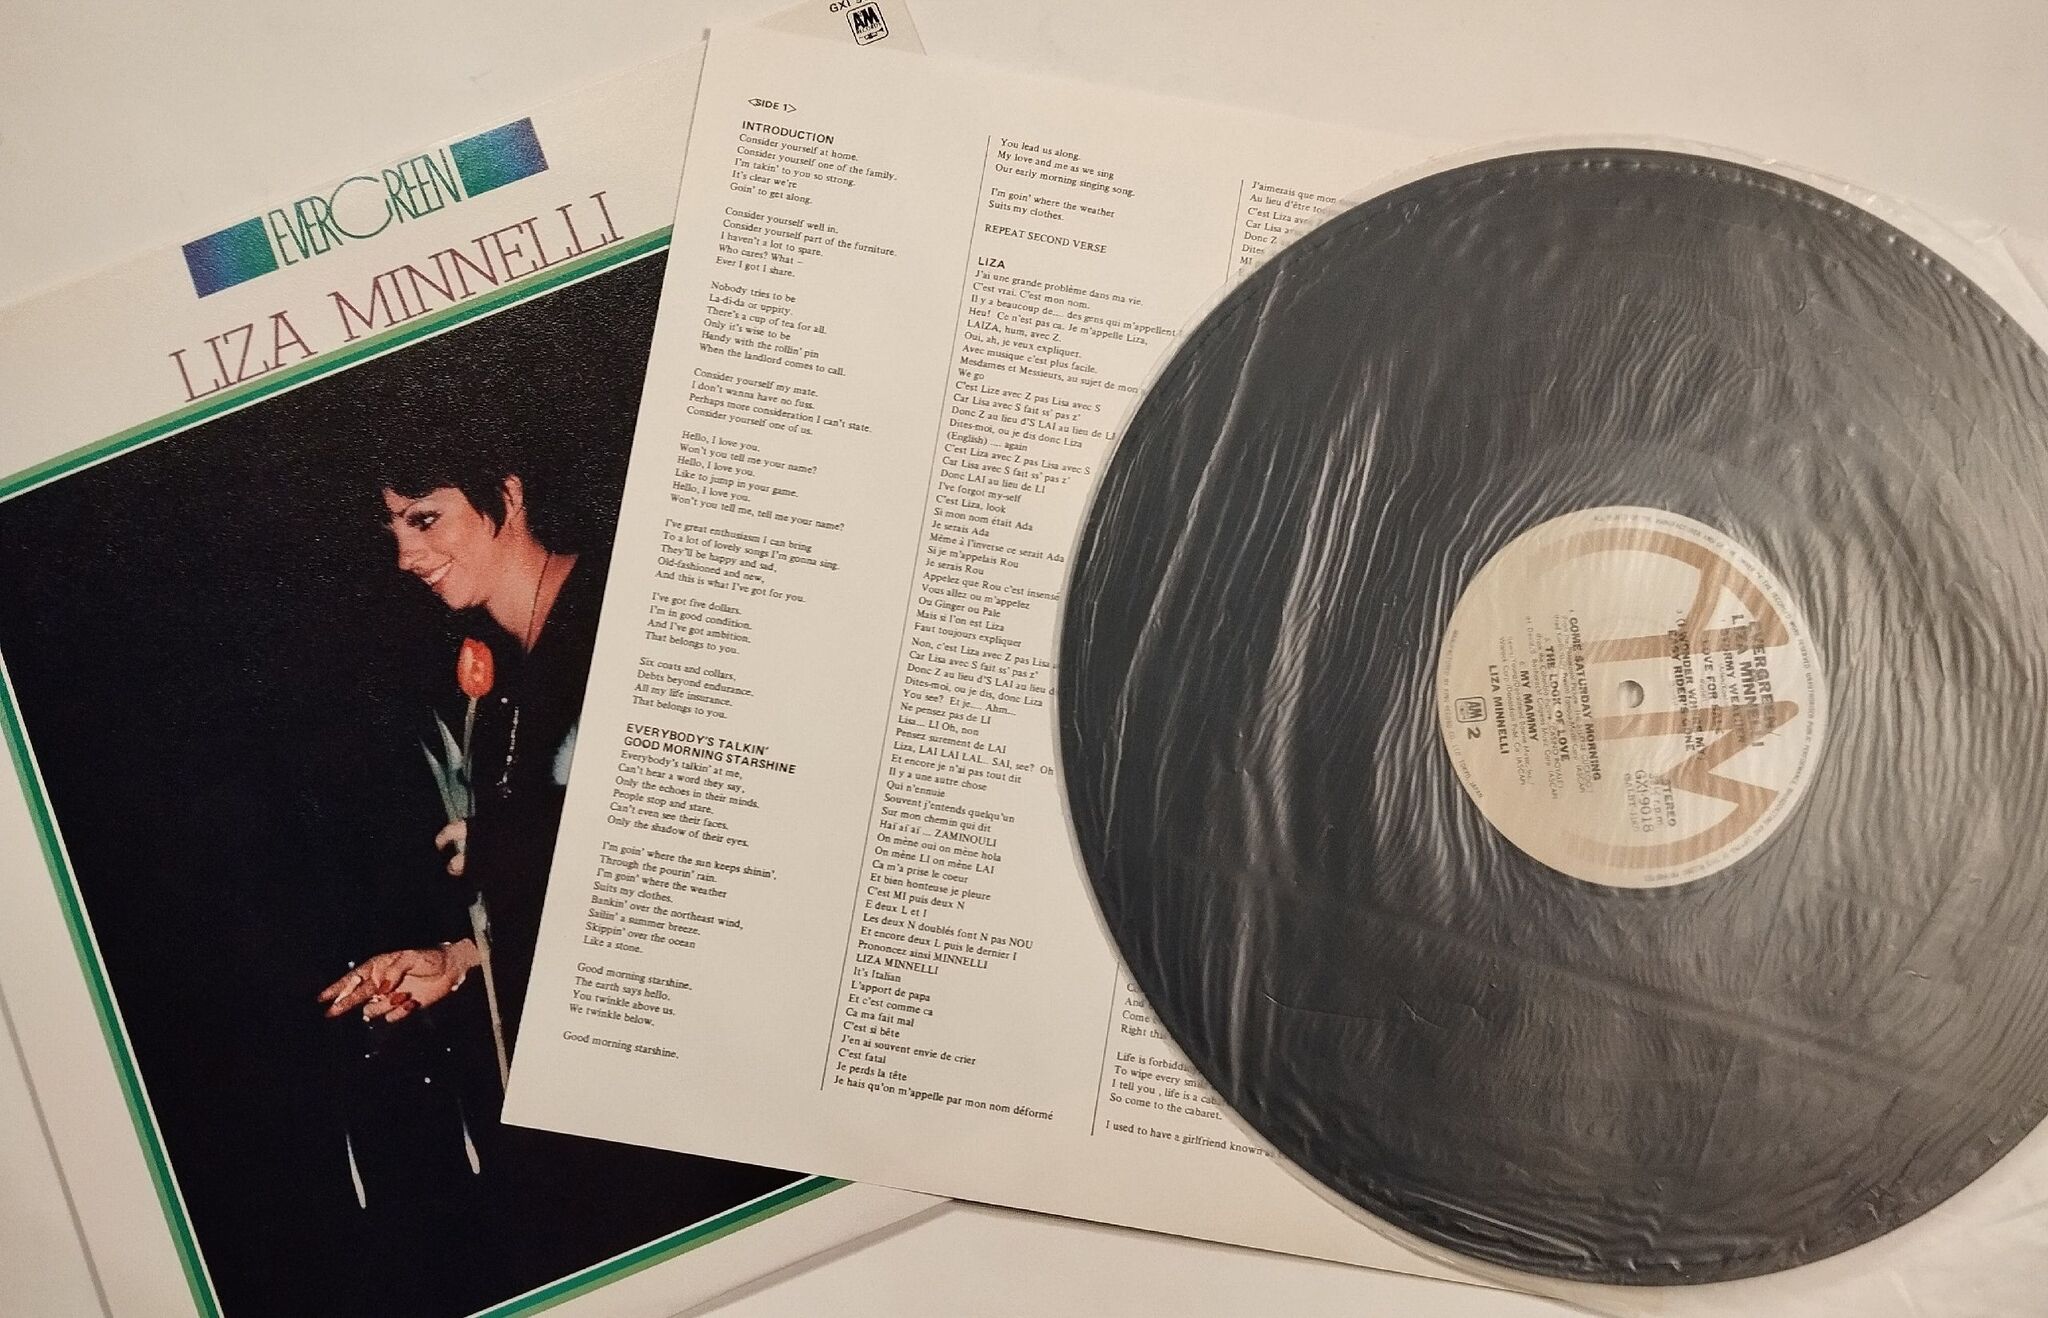 EVERGREEN
LIZA MINNELLI
AM
<SIDE 1>
INTRODUCTION
Consider yourself at home.
Consider yourself one of the family.
I'm takin' to you so strong.
It's clear we're
Goin' to get along.
Consider yourself well in.
Consider yourself part of the furniture.
I haven't a lot to spare.
Who cares? What –
Ever I got I share.
Nobody tries to be
La-di-da or uppity.
There's a cup of tea for all.
Only it's wise to be
Handy with the rollin' pin
When the landlord comes to call.
Consider yourself my mate.
I don't wanna have no fuss.
Perhaps more consideration I can't state.
Consider yourself one of us.
Hello, I love you.
Won't you tell me your name?
Hello, I love you.
Like to jump in your game.
Hello, I love you.
Won't you tell me, tell me your name?
I've great enthusiasm I can bring
To a lot of lovely songs I'm gonna sing.
They'll be happy and sad,
Old-fashioned and new,
And this is what I've got for you.
I've got five dollars.
I'm in good condition.
And I've got ambition.
That belongs to you.
Six coats and collars,
Debts beyond endurance.
All my life insurance.
That belongs to you.
EVERYBODY'S TALKIN'
GOOD MORNING STARSHINE
Everybody's talkin' at me,
Can't hear a word they say,
Only the echoes in their minds.
People stop and stare.
Can't even see their faces.
Only the shadow of their eyes.
I'm goin' where the sun keeps shinin',
Through the pourin' rain.
I'm goin' where the weather
Suits my clothes.
Bankin' over the northeast wind,
Sailin' a summer breeze.
Skippin' over the ocean
Like a stone.
Good morning starshine.
The earth says hello.
You twinkle above us.
We twinkle below.
Good morning starshine.
You lead us along.
My love and me as we sing
Our early morning singing song.
I'm goin' where the weather
Suits my clothes.
REPEAT SECOND VERSE
LIZA
J'ai une grande problème dans ma vie.
C'est vrai. C'est mon nom.
Il y a beaucoup de.... des gens qui m'appellent
Heu! Ce n'est pas ca. Je m'appelle Liza,
LAIZA, hum, avec Z.
Oui, ah, je veux expliquer.
Avec musique c'est plus facile.
Mesdames et Messieurs, au sujet de mon
We go
C'est Lize avec Z pas Lisa avec S
Car Lisa avec S fait ss' pas z'
Donc Z au lieu d'S LAI au lieu de LI
Dites-moi, ou je dis donc Liza
(English) .... again
C'est Liza avec Z pas Lisa avec S
Car Lisa avec S fait ss' pas z'
Donc LAI au lieu de LI
I've forgot my-self
C'est Liza, look
Si mon nom était Ada
Je serais Ada
Même à l'inverse ce serait Ada
Si je m'appelais Rou
Je serais Rou
Appelez que Rou c'est insensé
Vous allez ou m'appelez
Ou Ginger ou Pale
Mais si l'on est Liza
Faut toujours expliquer
Non, c'est Liza avec Z pas Lisa
Car Lisa avec S fait ss' pas z'
Donc Z au lieu d'S LAI au lieu
Dites-moi, ou je dis, donc Liza
You see? Et je.... Ahm...
Ne pensez pas de LI
Lisa... LI Oh, non
Pensez surement de LAI
Liza, LAI LAI LAI... SAI, see? Oh
Et encore je n'ai pas tout dit
Il y a une autre chose
Qui n'ennuie
Souvent j'entends quelqu'un
Sur mon chemin qui dit
Haï aï aï ... ZAMINOULI
On mène oui on mène hola
On mène LI on mène LAI
Ca m'a prise le coeur
Et bien honteuse je pleure
C'est MI puis deux N
E deux L et I
Les deux N doublés font N pas NOU
Et encore deux L puis le dernier I
Prononcez ainsi MINNELLI
LIZA MINNELLI
It's Italian
L'apport de papa
Et c'est comme ca
Ca ma fait mal
C'est si bête
J'en ai souvent envie de crier
C'est fatal
Je perds la tête
Je hais qu'on m'appelle par mon nom déformé
J'aimerais que mon
Au lieu d'être
C'est Liza
Car Liza
Donc Z
Dites
MI
And
Come
Right
Life is
To wipe every
I tell you, life is a
So come to the cabaret.
I used to have a girlfriend known
EVERGREEN
LIZA MINNELLI
STEREO
GXI-9018
COME SATURDAY MORNING
THE LOOK OF LOVE
MY MAMMY
LIZA MINNELLI
AM
2